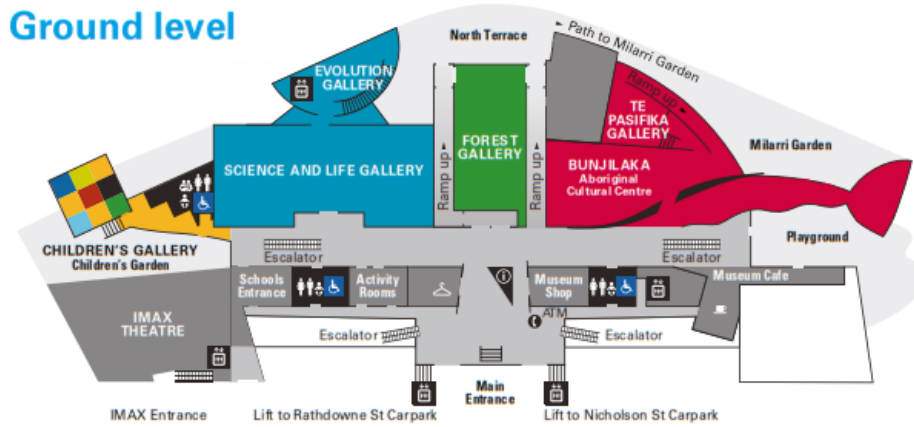 Ground level
North Terrace
Path to Milarri Garden
EVOLUTION
GALLERY
Ramp up
TE
PASIFIKA
GALLERY
FOREST
GALLERY
SCIENCE AND LIFE GALLERY
Ramp up
Ramp up
BUNJILAKA
Aboriginal
Cultural Centre
Milarri Garden
CHILDREN'S GALLERY
Children's Garden
Escalator
Escalator
Playground
Schools
Entrance
Activity
Rooms
i
Museum
Shop
Museum Cafe
IMAX
THEATRE
ATM
Escalator
Escalator
Main
Entrance
IMAX Entrance
Lift to Rathdowne St Carpark
Lift to Nicholson St Carpark